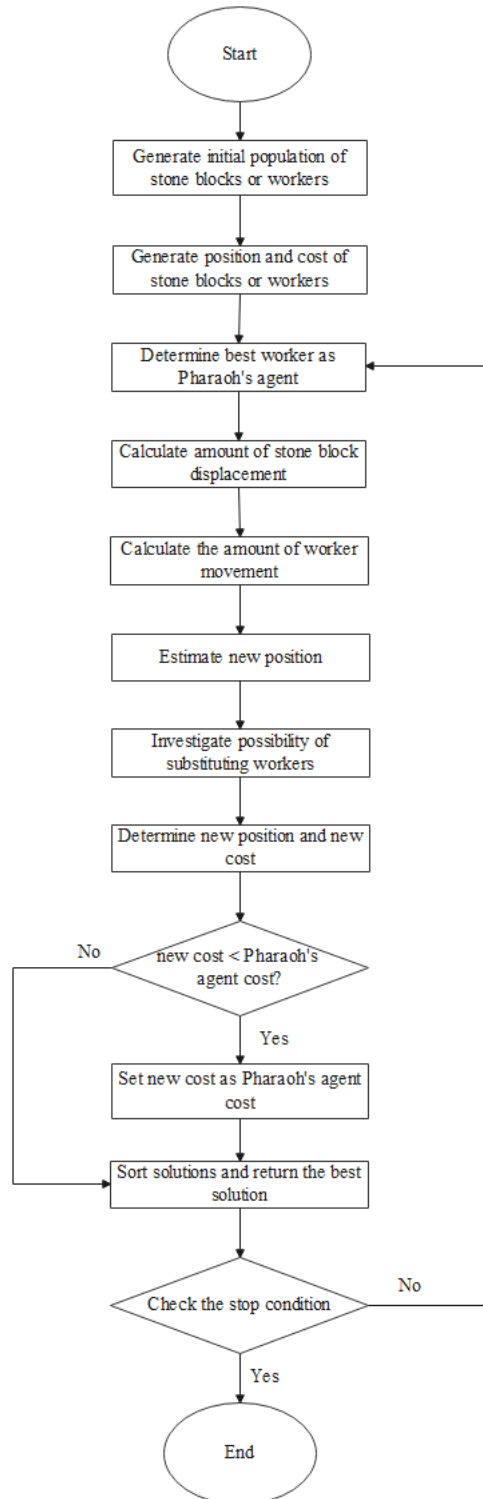 Start
Generate initial population of
stone blocks or workers
Generate position and cost of
stone blocks or workers
Determine best worker as
Pharaoh's agent
Calculate amount of stone block
displacement
Calculate the amount of worker
movement
Estimate new position
Investigate possibility of
substituting workers
Determine new position and new
cost
No
new cost < Pharaoh's
agent cost?
Yes
Set new cost as Pharaoh's agent
cost
Sort solutions and return the best
solution
No
Check the stop condition
Yes
End